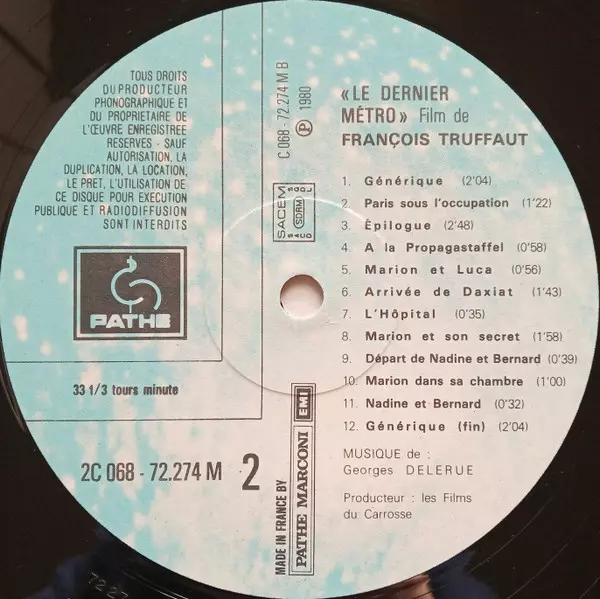 TOUS DROITS
DU PRODUCTEUR
PHONOGRAPHIQUE ET
DU PROPRIETAIRE DE
L'ŒUVRE ENREGISTREE
RESERVES - SAUF
AUTORISATION, LA
DUPLICATION, LA LOCATION,
LE PRET, L'UTILISATION DE
CE DISQUE POUR EXECUTION
PUBLIQUE ET RADIODIFFUSION
SONT INTERDITS
PATHE
33 1/3 tours minute
2C 068 - 72.274 M 2
C 068 - 72.274 M B
℗ 1980
SACEM SACD
SDRM
SACD SGDL
MADE IN FRANCE BY
PATHE MARCONI EMI
«LE DERNIER
MÉTRO» Film de
FRANÇOIS TRUFFAUT
1. Générique (2'04)
2. Paris sous l'occupation (1'22)
3. Épilogue (2'48)
4. A la Propagastaffel (0'58)
5. Marion et Luca (0'56)
6. Arrivée de Daxiat (1'43)
7. L'Hôpital (0'35)
8. Marion et son secret (1'58)
9. Départ de Nadine et Bernard (0'39)
10. Marion dans sa chambre (1'00)
11. Nadine et Bernard (0'32)
12. Générique (fin) (2'04)
MUSIQUE de :
Georges DELERUE
Producteur : les Films
du Carrosse